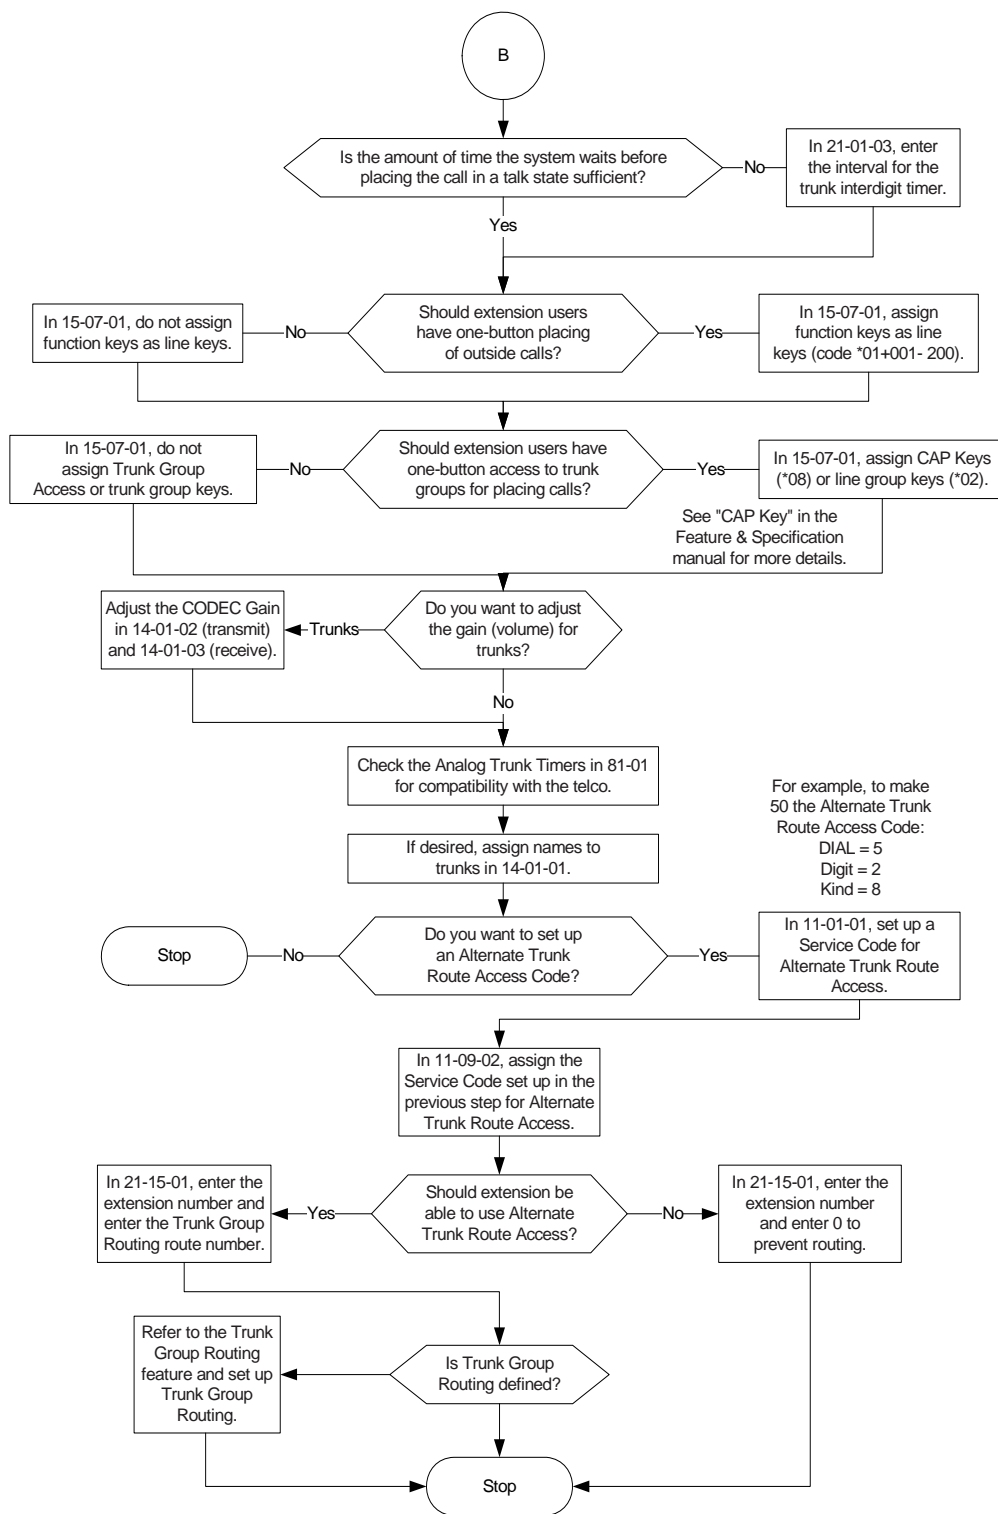 B
Is the amount of time the system waits before
placing the call in a talk state sufficient?
No
In 21-01-03, enter
the interval for the
trunk interdigit timer.
Yes
In 15-07-01, do not assign
function keys as line keys.
No
Should extension users
have one-button placing
of outside calls?
Yes
In 15-07-01, assign
function keys as line
keys (code *01+001- 200).
In 15-07-01, do not
assign Trunk Group
Access or trunk group keys.
No
Should extension users have
one-button access to trunk
groups for placing calls?
Yes
In 15-07-01, assign CAP Keys
(*08) or line group keys (*02).
See "CAP Key" in the
Feature & Specification
manual for more details.
Adjust the CODEC Gain
in 14-01-02 (transmit)
and 14-01-03 (receive).
Trunks
Do you want to adjust
the gain (volume) for
trunks?
No
Check the Analog Trunk Timers in 81-01
for compatibility with the telco.
If desired, assign names to
trunks in 14-01-01.
For example, to make
50 the Alternate Trunk
Route Access Code:
DIAL = 5
Digit = 2
Kind = 8
Stop
No
Do you want to set up
an Alternate Trunk
Route Access Code?
Yes
In 11-01-01, set up a
Service Code for
Alternate Trunk Route
Access.
In 11-09-02, assign the
Service Code set up in the
previous step for Alternate
Trunk Route Access.
In 21-15-01, enter the
extension number and
enter the Trunk Group
Routing route number.
Yes
Should extension be
able to use Alternate
Trunk Route Access?
No
In 21-15-01, enter the
extension number
and enter 0 to
prevent routing.
Refer to the Trunk
Group Routing
feature and set up
Trunk Group
Routing.
Is Trunk Group
Routing defined?
Stop